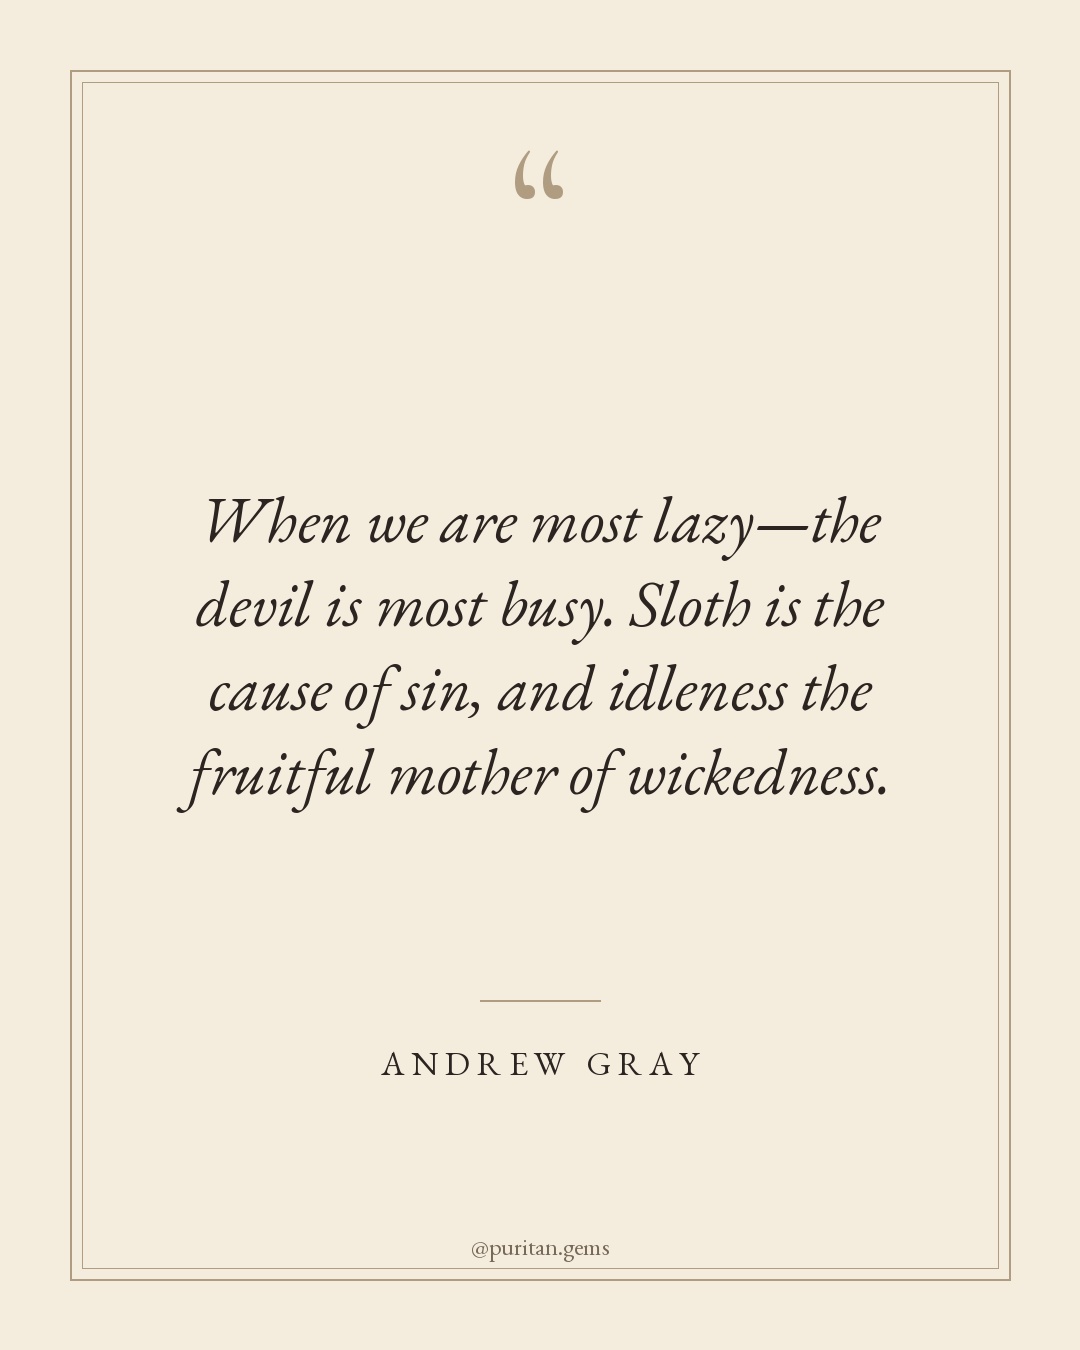 “
When we are most lazy—the
devil is most busy. Sloth is the
cause of sin, and idleness the
fruitful mother of wickedness.
ANDREW GRAY
@puritan.gems